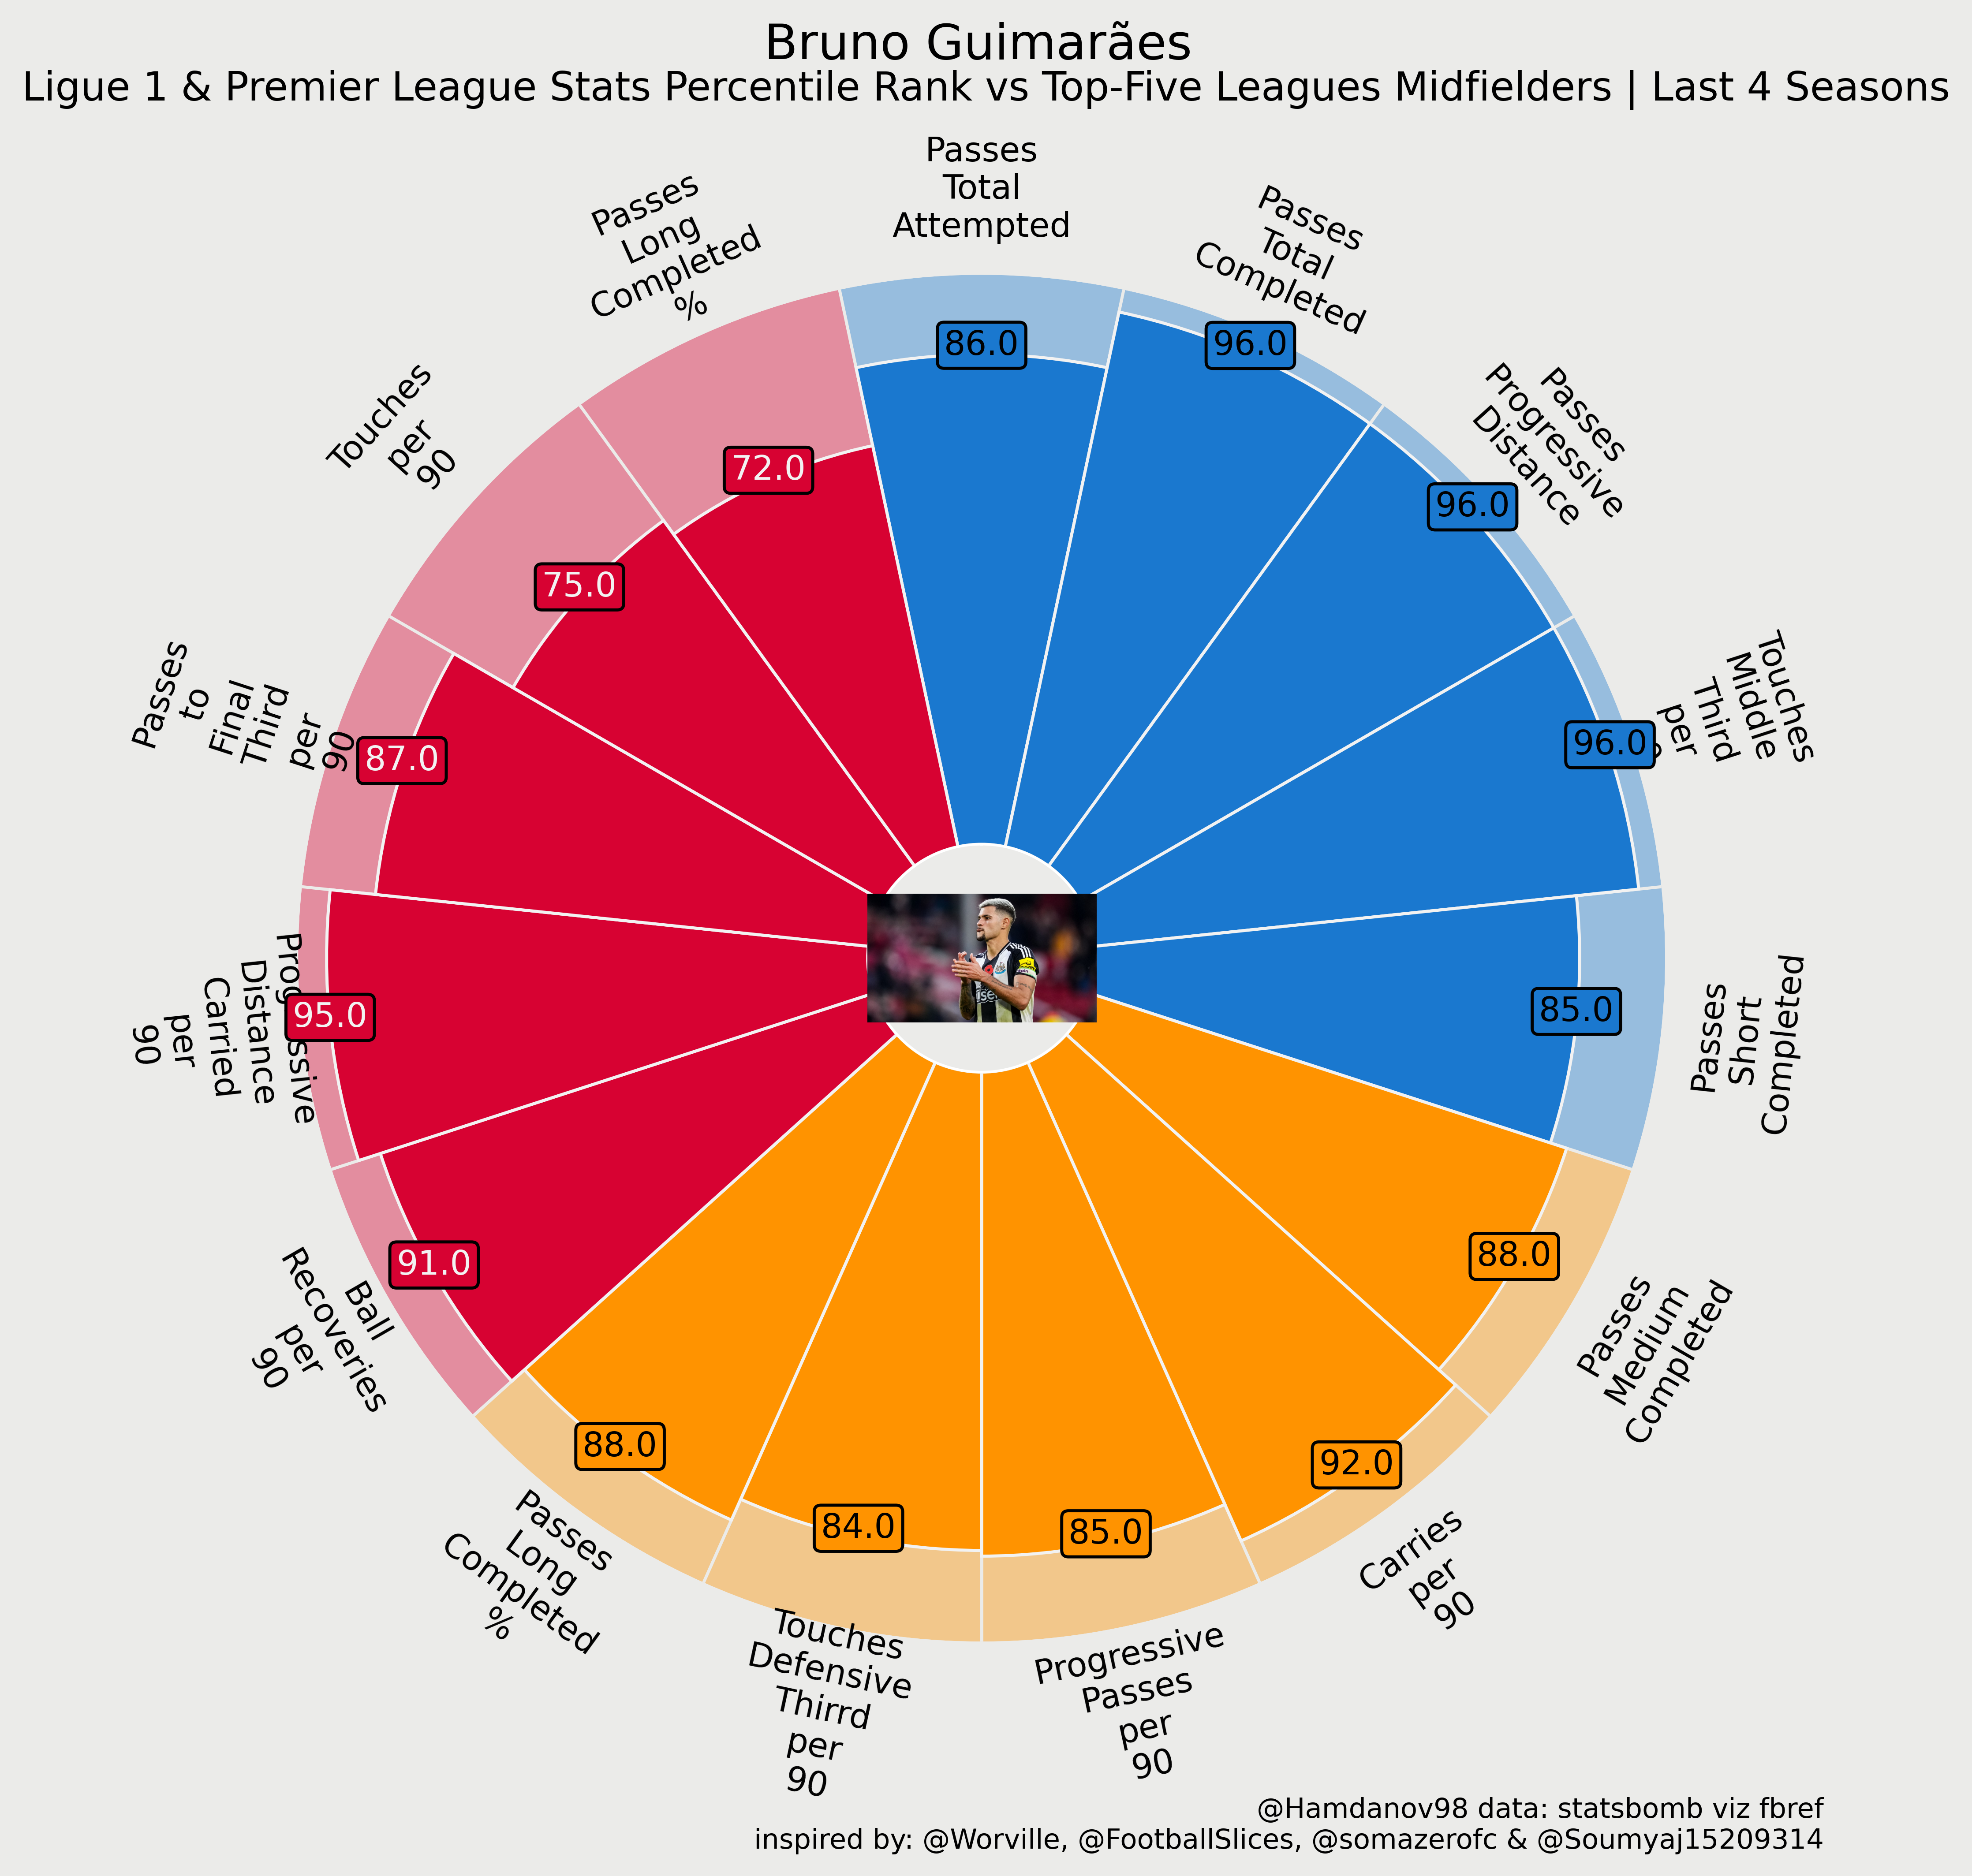 Bruno Guimarães
Ligue 1 & Premier League Stats Percentile Rank vs Top-Five Leagues Midfielders | Last 4 Seasons
Passes
Total
Attempted
86.0
Passes
Total
Completed
96.0
Passes
Progressive
Distance
96.0
Touches
Middle
Third
per
96.0
Passes
Short
Completed
85.0
Passes
Medium
Completed
88.0
Carries
per
90
92.0
Progressive
Passes
per
90
85.0
Touches
Defensive
Thirrd
per
90
84.0
Passes
Long
Completed
%
88.0
Ball
Recoveries
per
90
91.0
Progressive
Distance
Carried
per
90
95.0
Passes
to
Final
Third
per
90
87.0
Touches
per
90
75.0
Passes
Long
Completed
%
72.0
@Hamdanov98 data: statsbomb viz fbref
inspired by: @Worville, @FootballSlices, @somazerofc & @Soumyaj15209314